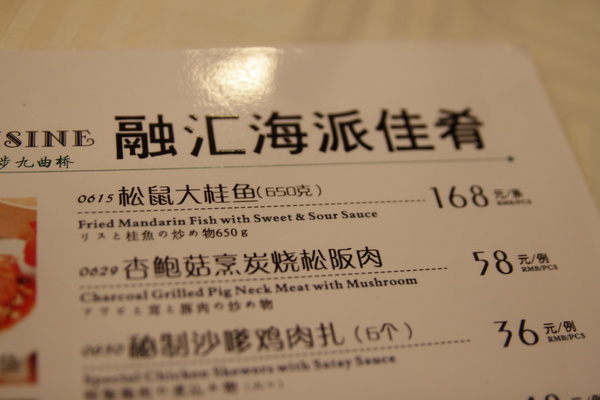 SINE 融汇海派佳肴
步九曲桥
0615 松鼠大桂鱼(650克) 168 元/条
Fried Mandarin Fish with Sweet & Sour Sauce RMB/PCS
リスと桂魚の炒め物650g
0629 杏鲍菇烹炭烧松阪肉 58 元/例
Charcoal Grilled Pig Neck Meat with Mushroom RMB/PCS
0630 秘制沙嗲鸡肉扎(6个) 36 元/例
Special Chicken Skewers with Satay Sauce RMB/PCS